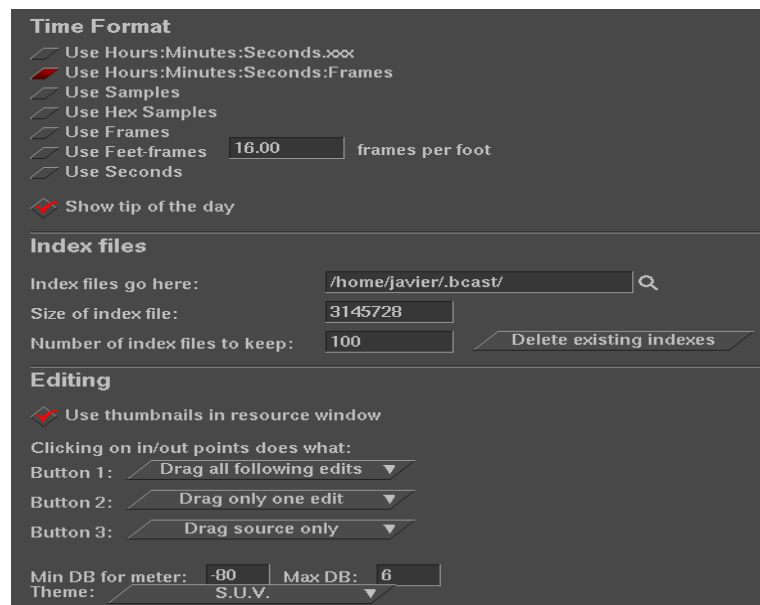 Time Format
Use Hours:Minutes:Seconds.xxx
Use Hours:Minutes:Seconds:Frames
Use Samples
Use Hex Samples
Use Frames
Use Feet-frames 16.00 frames per foot
Use Seconds
Show tip of the day
Index files
Index files go here: /home/javier/.bcast/
Size of index file: 3145728
Number of index files to keep: 100 Delete existing indexes
Editing
Use thumbnails in resource window
Clicking on in/out points does what:
Button 1: Drag all following edits
Button 2: Drag only one edit
Button 3: Drag source only
Min DB for meter: -80 Max DB: 6
Theme: S.U.V.